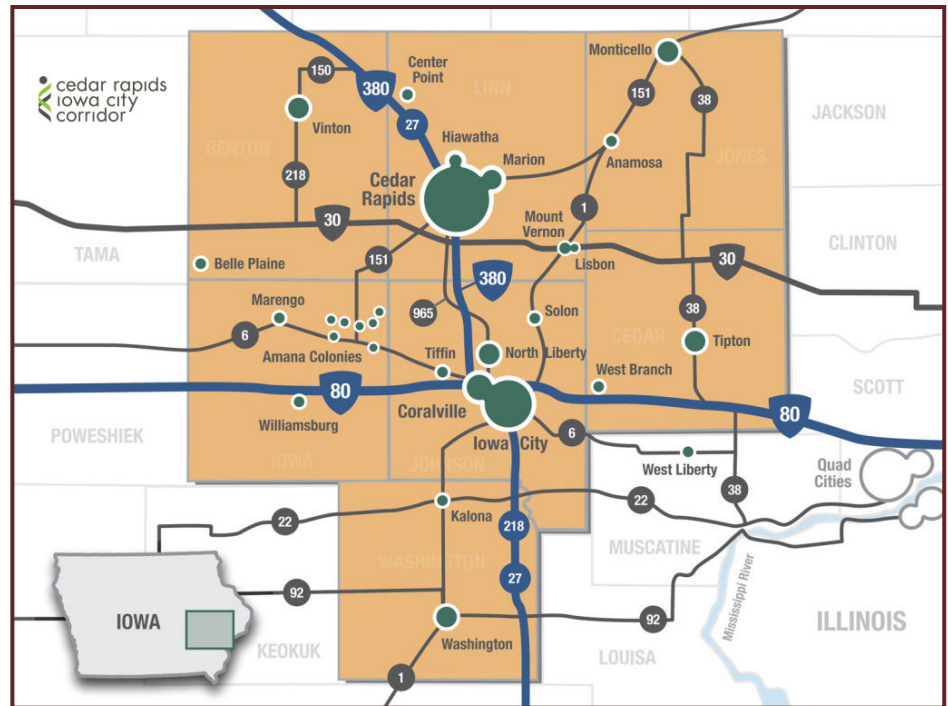 cedar rapids
iowa city
corridor
150
380
27
Center
Point
LINN
Monticello
151
38
JACKSON
Vinton
BENTON
218
Hiawatha
Marion
Anamosa
JONES
Cedar
Rapids
1
30
Mount
Vernon
Lisbon
30
CLINTON
TAMA
Belle Plaine
151
380
965
Marengo
6
Amana Colonies
Tiffin
North Liberty
Solon
CEDAR
38
Tipton
West Branch
SCOTT
80
Williamsburg
Coralville
Iowa City
6
80
POWESHIEK
IOWA
JOHNSON
West Liberty
38
Quad
Cities
22
Kalona
22
218
MUSCATINE
WASHINGTON
27
92
92
Mississippi River
IOWA
KEOKUK
Washington
1
LOUISA
ILLINOIS